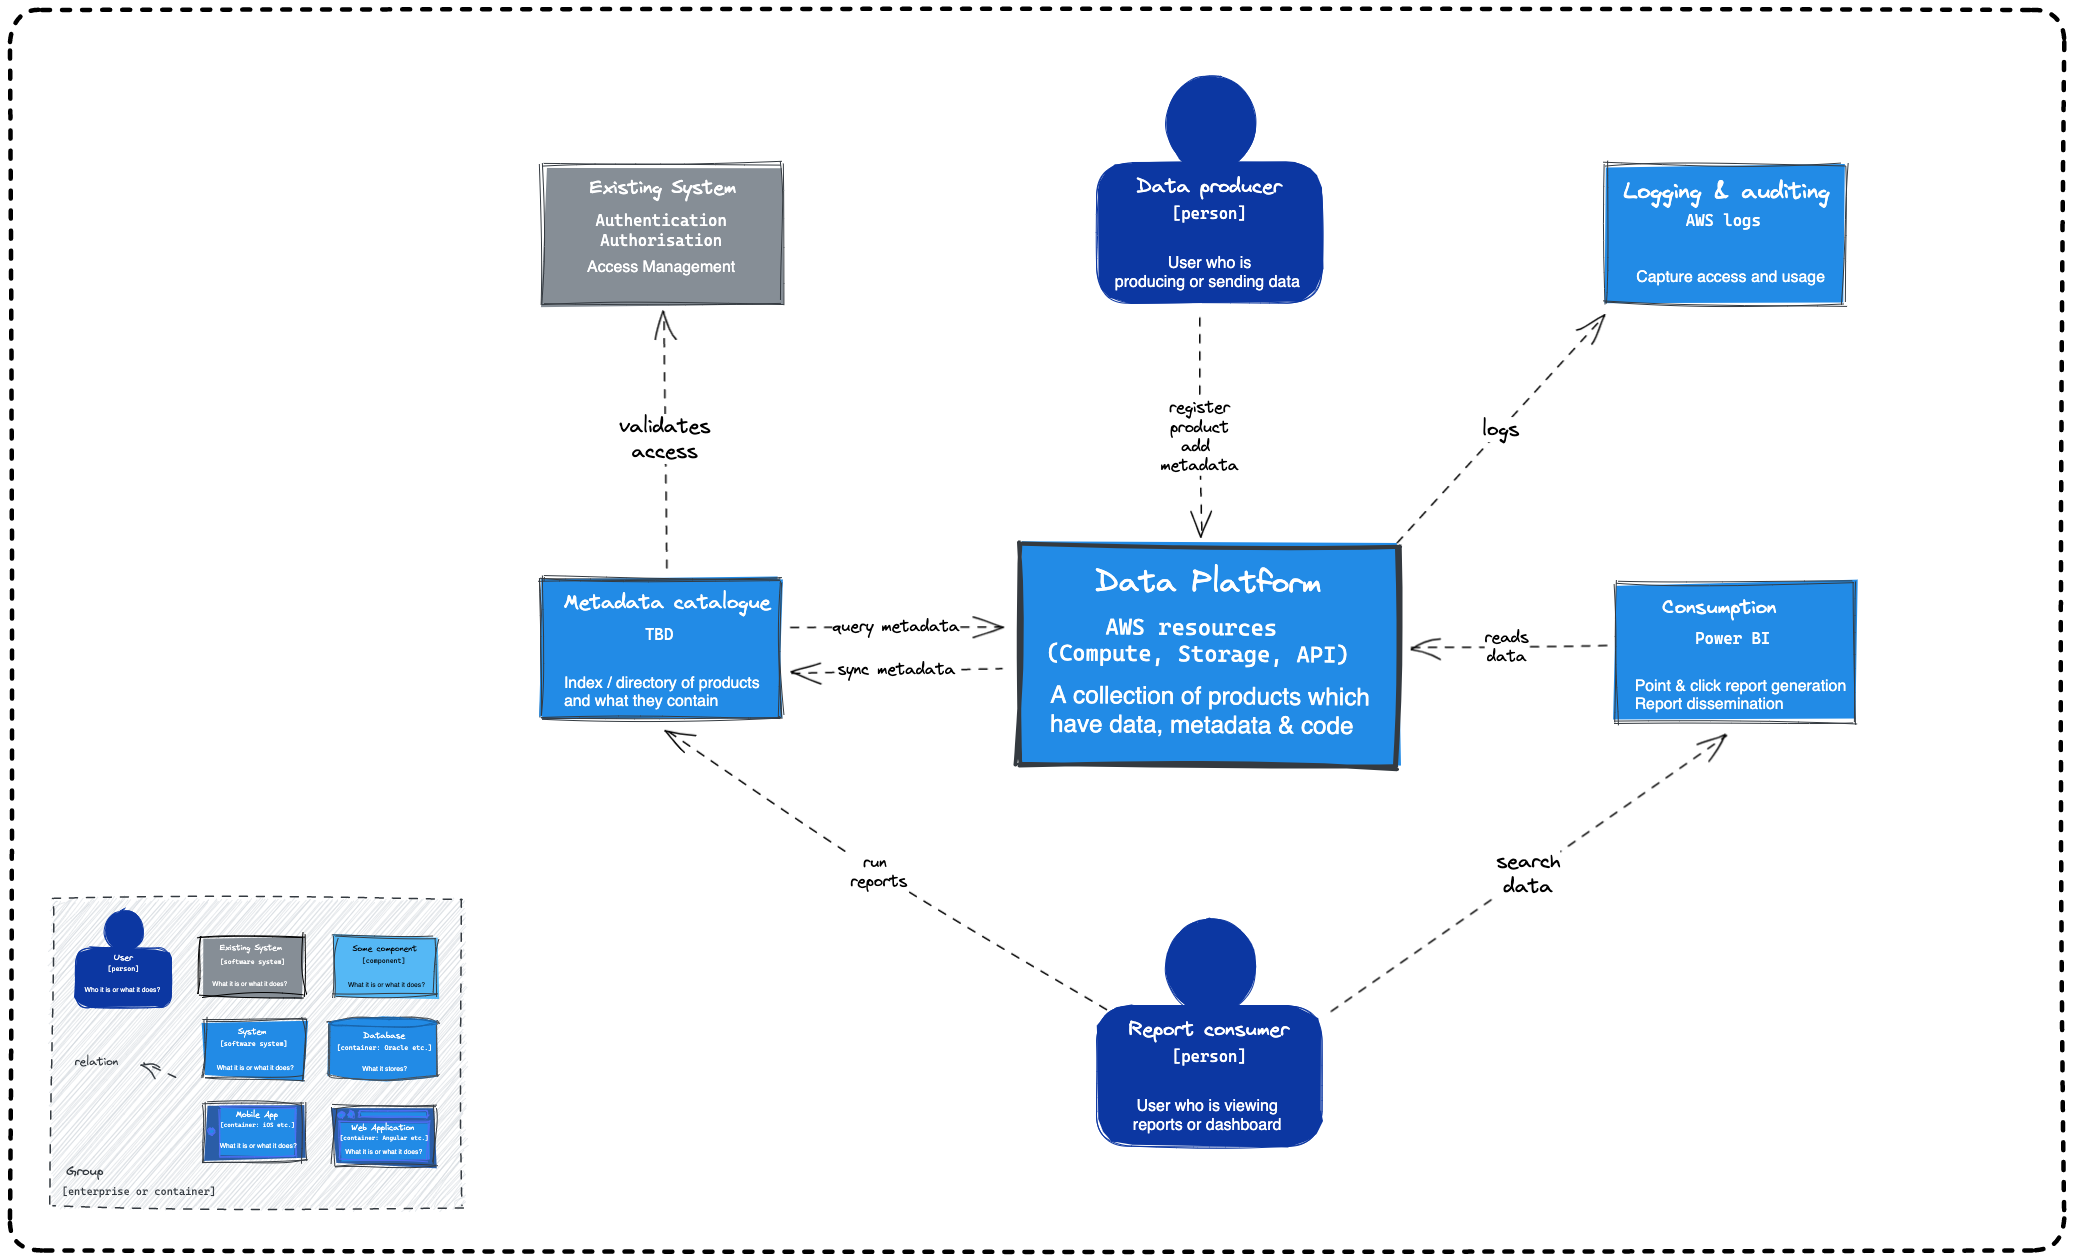 Existing System
Authentication
Authorisation
Access Management
Data producer
[person]
User who is
producing or sending data
Logging & auditing
AWS logs
Capture access and usage
validates
access
register
product
add
metadata
logs
Metadata catalogue
TBD
Index / directory of products
and what they contain
query metadata
sync metadata
Data Platform
AWS resources
(Compute, Storage, API)
A collection of products which
have data, metadata & code
reads
data
Consumption
Power BI
Point & click report generation
Report dissemination
run
reports
search
data
Report consumer
[person]
User who is viewing
reports or dashboard
User
[person]
Who it is or what it does?
Existing System
[software system]
What it is or what it does?
Some component
[component]
What it is or what it does?
relation
System
[software system]
What it is or what it does?
Database
[container: Oracle etc.]
What it stores?
Mobile App
[container: iOS etc.]
What it is or what it does?
Web Application
[container: Angular etc.]
What it is or what it does?
Group
[enterprise or container]